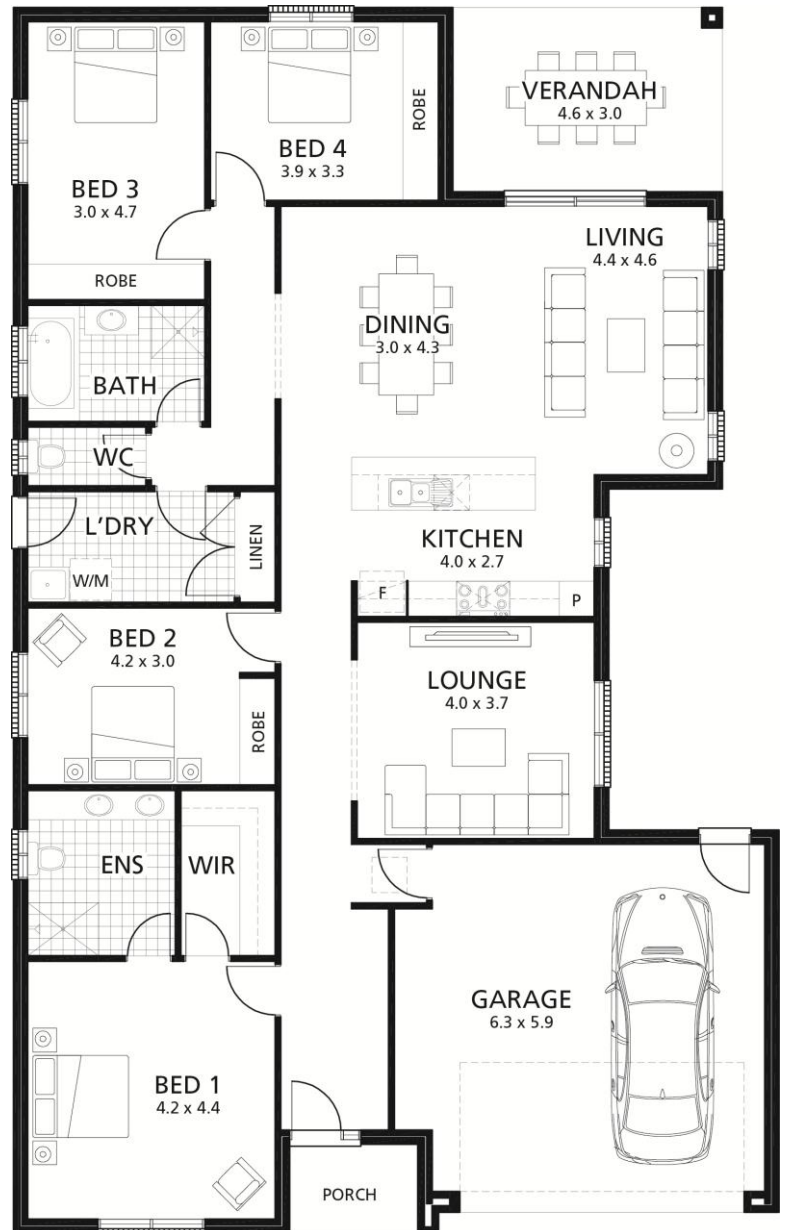 VERANDAH
4.6 x 3.0
BED 4
3.9 x 3.3
ROBE
BED 3
3.0 x 4.7
ROBE
LIVING
4.4 x 4.6
DINING
3.0 x 4.3
BATH
WC
L'DRY
W/M
LINEN
KITCHEN
4.0 x 2.7
F
P
BED 2
4.2 x 3.0
ROBE
LOUNGE
4.0 x 3.7
ENS
WIR
GARAGE
6.3 x 5.9
BED 1
4.2 x 4.4
PORCH